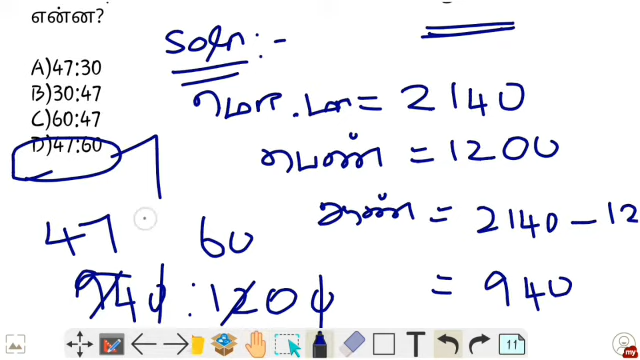 என்ன?
Soln :-
A)47:30
B)30:47
C)60:47
D)47:60
மொ.மா = 2140
பெண் = 1200
ஆண் = 2140 - 12
= 940
47 60
940 : 1200